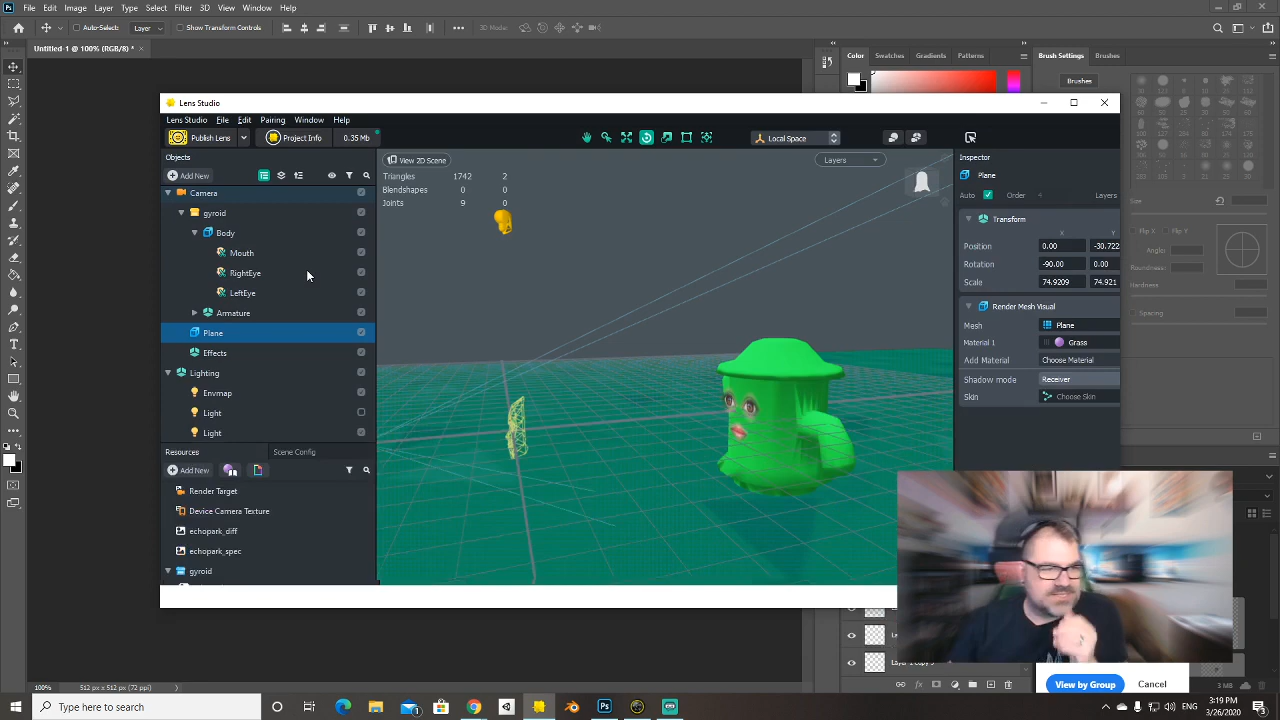 File Edit Image Layer Type Select Filter 3D View Window Help
Auto-Select: Layer Show Transform Controls 3D Mode:
Untitled-1 @ 100% (RGB/8) *
Color Swatches Gradients Patterns
Brush Settings Brushes
Brushes
Lens Studio
Lens Studio File Edit Pairing Window Help
Publish Lens Project Info 0.35 Mb Local Space
Objects
Add New
Camera
gyroid
Body
Mouth
RightEye
LeftEye
Armature
Plane
Effects
Lighting
Envmap
Light
Light
Resources Scene Config
Add New
Render Target
Device Camera Texture
echopark_diff
echopark_spec
gyroid
View 2D Scene
Layers
Triangles 1742 2
Blendshapes 0 0
Joints 9 0
Inspector
Plane
Auto Order Layers
Transform
X Y
Position 0.00 -30.722
Rotation -90.00 0.00
Scale 74.9209 74.921
Render Mesh Visual
Mesh Plane
Material 1 Grass
Add Material Choose Material
Shadow mode Receiver
Skin Choose Skin
Size
Flip X Flip Y
Angle:
Roundness:
Hardness
Spacing
View by Group Cancel
3 MB
100% 512 px x 512 px (72 ppi)
Type here to search
ENG
3:19 PM
3/26/2020